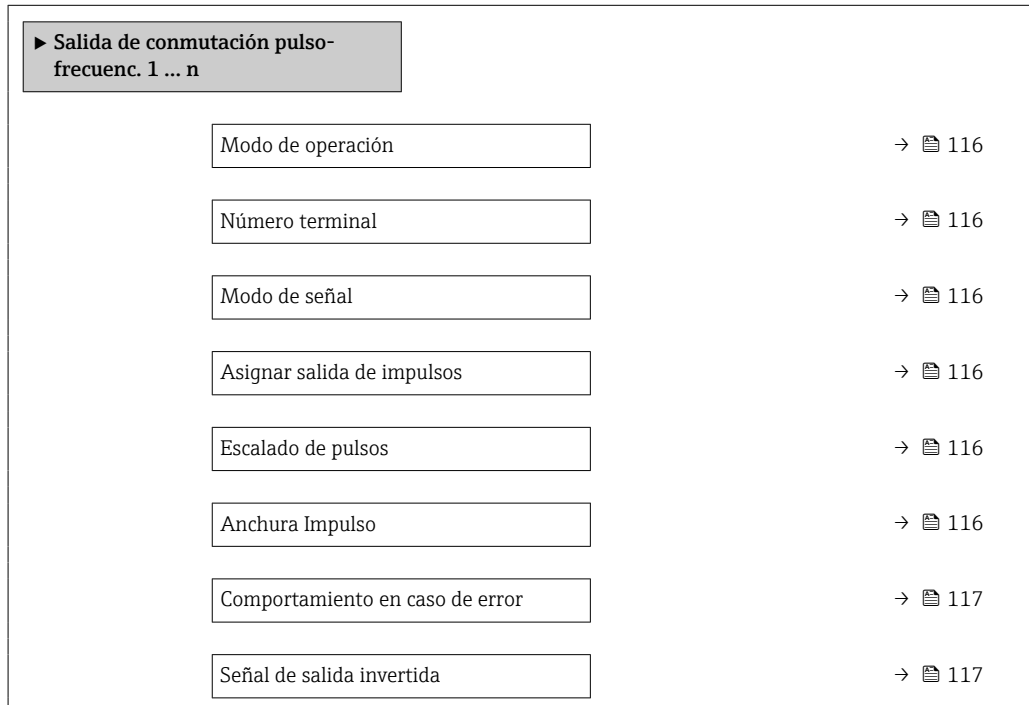 ▶ Salida de conmutación pulso-
frecuenc. 1 ... n
Modo de operación → 116
Número terminal → 116
Modo de señal → 116
Asignar salida de impulsos → 116
Escalado de pulsos → 116
Anchura Impulso → 116
Comportamiento en caso de error → 117
Señal de salida invertida → 117